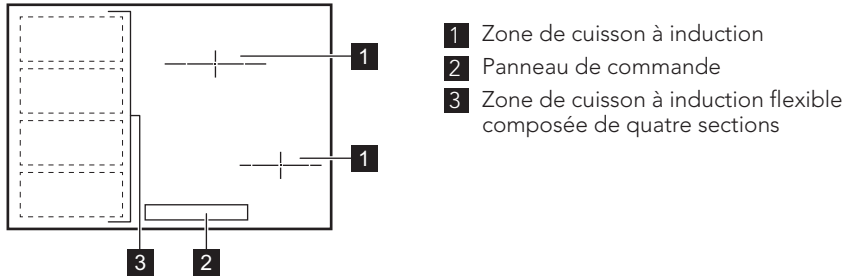 1
1
3 2
1 Zone de cuisson à induction
2 Panneau de commande
3 Zone de cuisson à induction flexible
composée de quatre sections